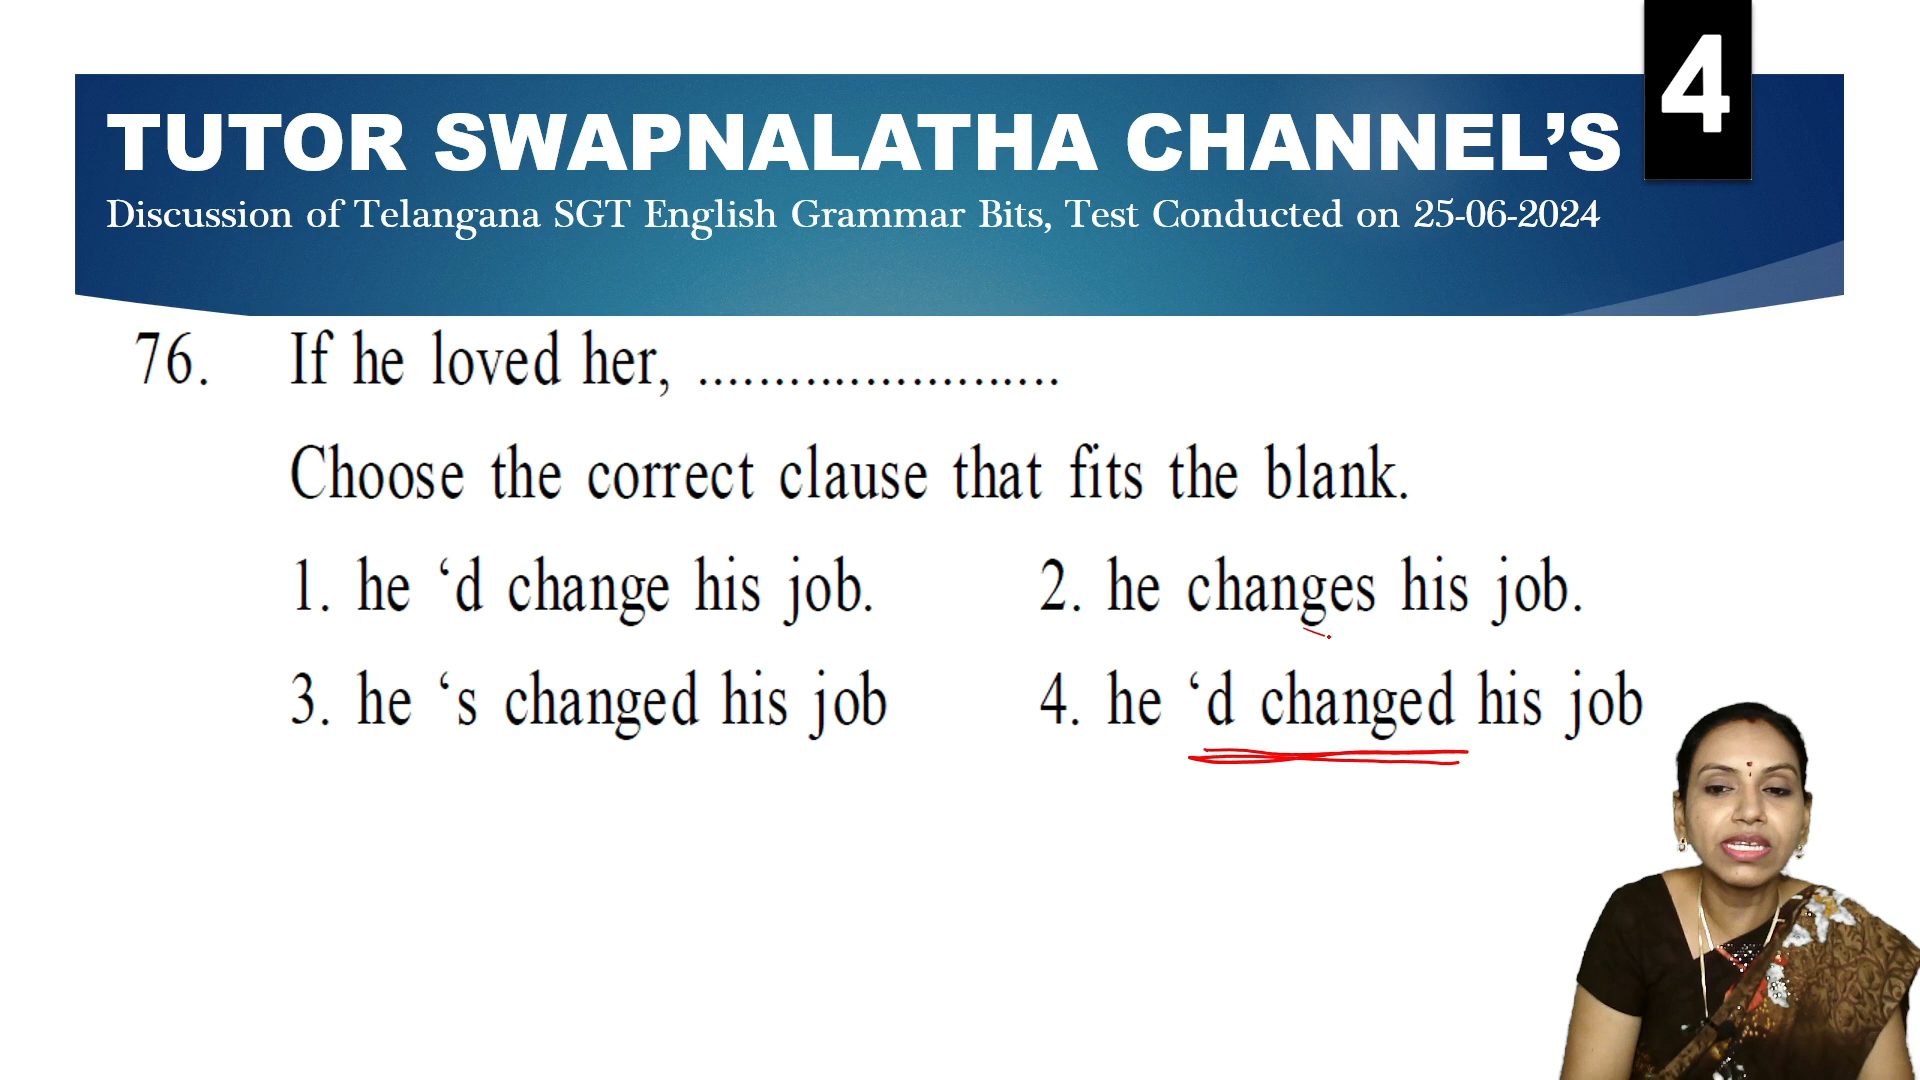 4
TUTOR SWAPNALATHA CHANNEL’S
Discussion of Telangana SGT English Grammar Bits, Test Conducted on 25-06-2024
76. If he loved her, ........................
Choose the correct clause that fits the blank.
1. he ‘d change his job. 2. he changes his job.
3. he ‘s changed his job 4. he ‘d changed his job